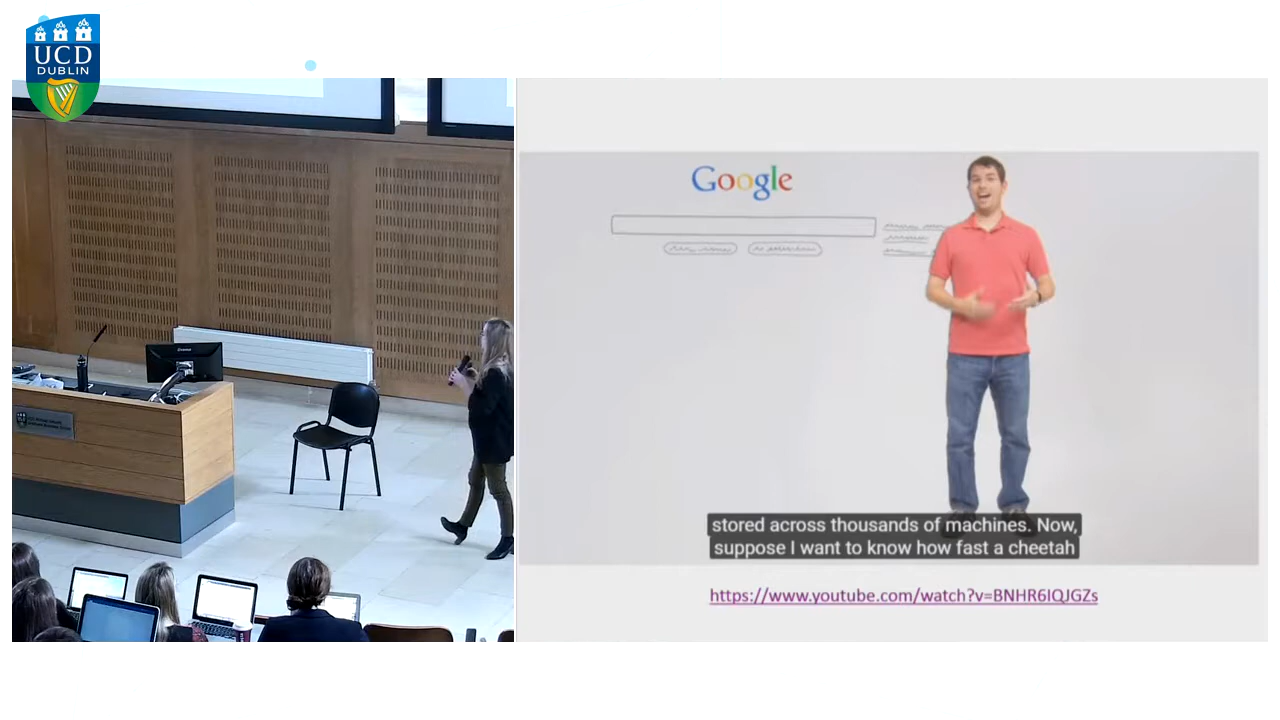 UCD
DUBLIN
Google
stored across thousands of machines. Now,
suppose I want to know how fast a cheetah
https://www.youtube.com/watch?v=BNHR6IQJGZs